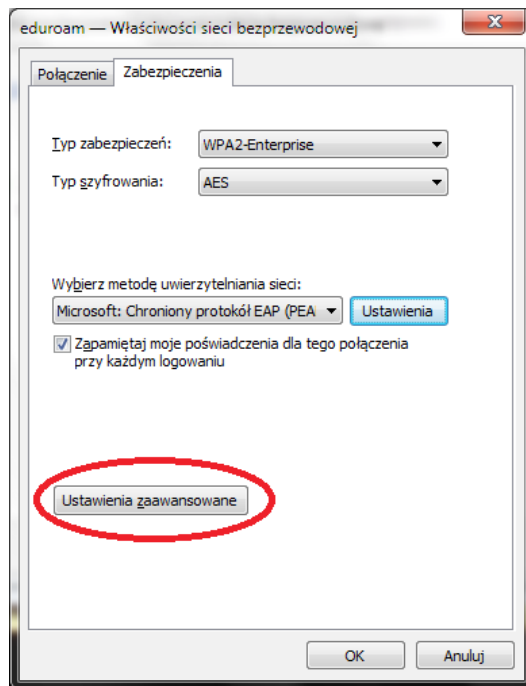 eduroam — Właściwości sieci bezprzewodowej
Połączenie Zabezpieczenia
Typ zabezpieczeń: WPA2-Enterprise
Typ szyfrowania: AES
Wybierz metodę uwierzytelniania sieci:
Microsoft: Chroniony protokół EAP (PEA Ustawienia
Zapamiętaj moje poświadczenia dla tego połączenia
przy każdym logowaniu
Ustawienia zaawansowane
OK Anuluj